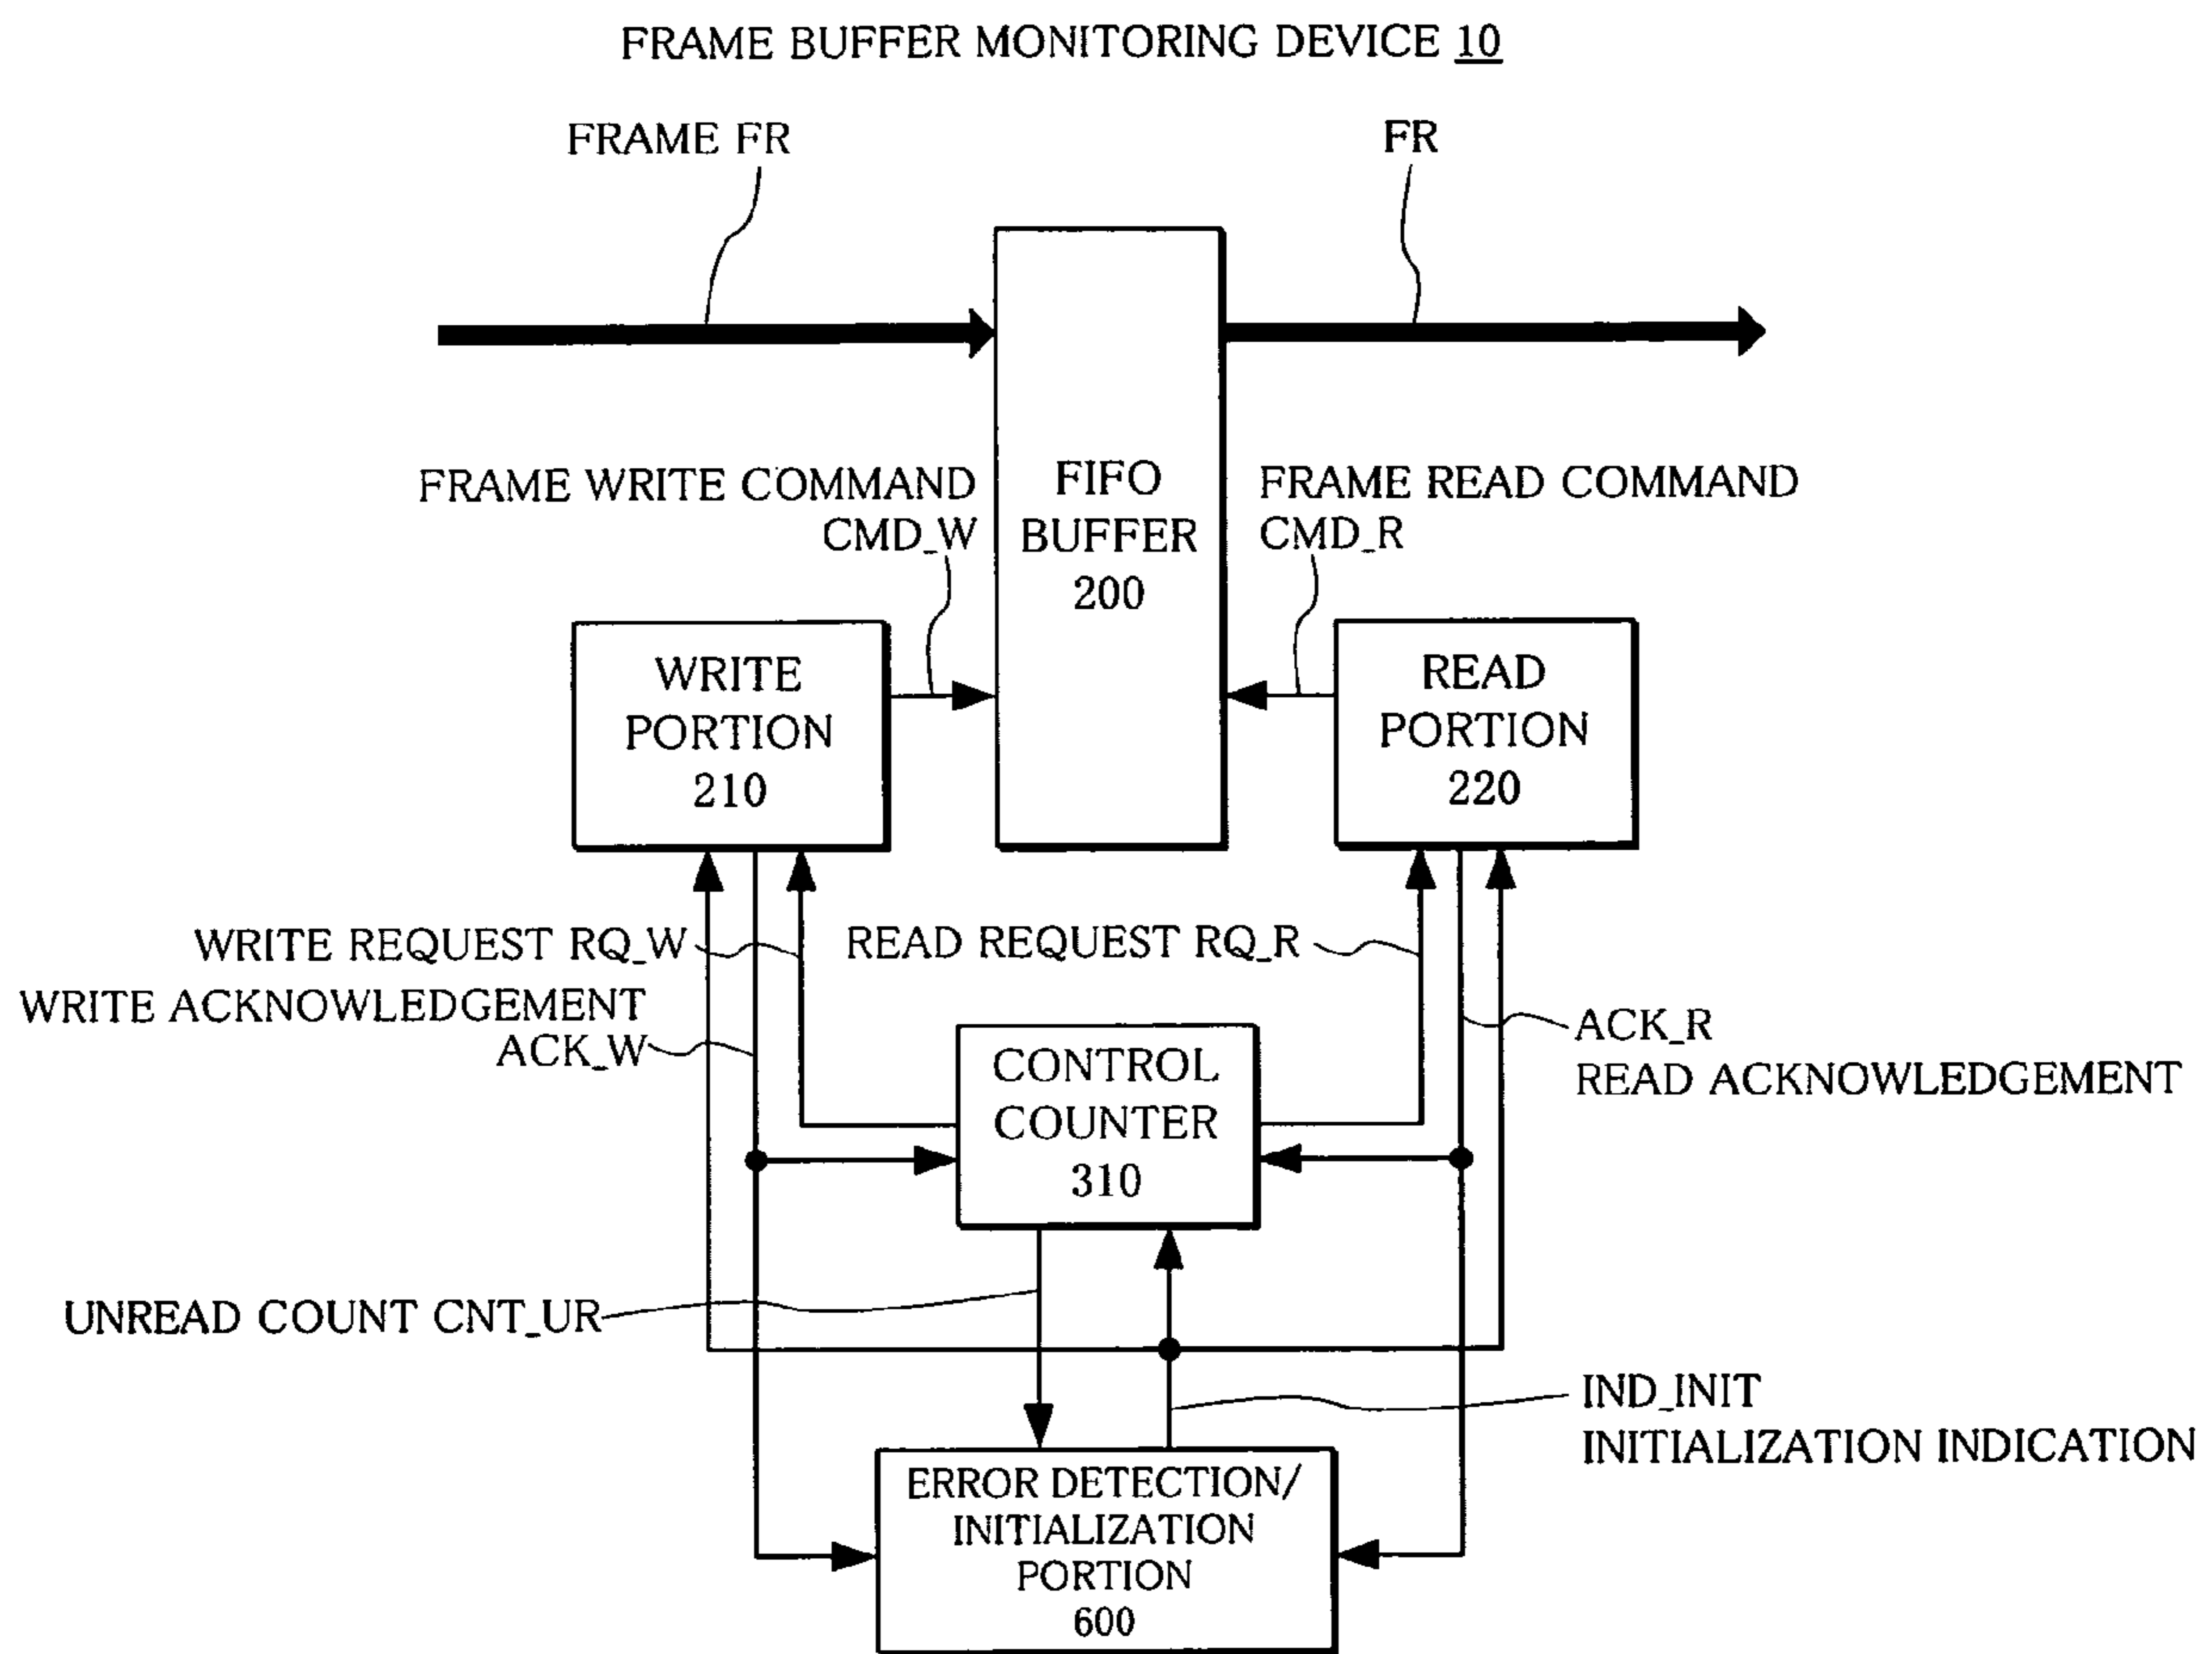 FRAME BUFFER MONITORING DEVICE 10
FRAME FR
FR
FRAME WRITE COMMAND
CMD_W
FIFO
BUFFER
200
FRAME READ COMMAND
CMD_R
WRITE
PORTION
210
READ
PORTION
220
WRITE REQUEST RQ_W
READ REQUEST RQ_R
WRITE ACKNOWLEDGEMENT
ACK_W
ACK_R
READ ACKNOWLEDGEMENT
CONTROL
COUNTER
310
UNREAD COUNT CNT_UR
IND_INIT
INITIALIZATION INDICATION
ERROR DETECTION/
INITIALIZATION
PORTION
600